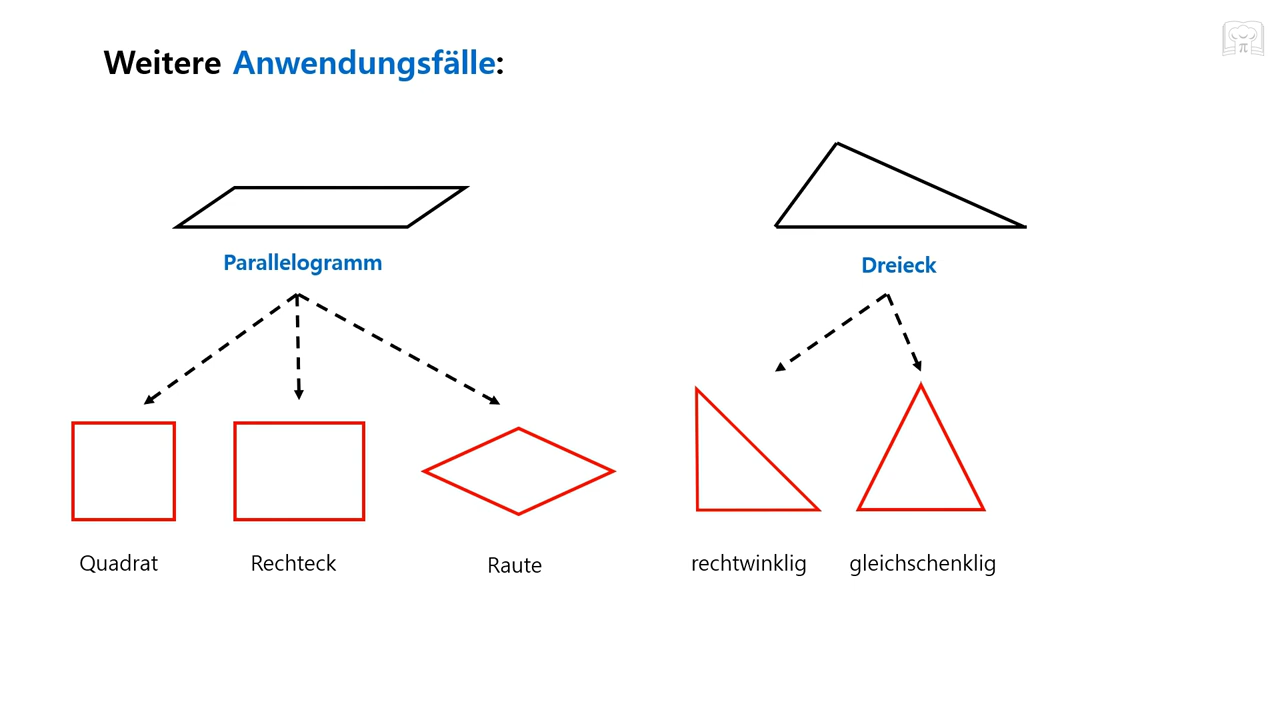 Weitere Anwendungsfälle:
Parallelogramm
Dreieck
Quadrat
Rechteck
Raute
rechtwinklig
gleichschenklig
π